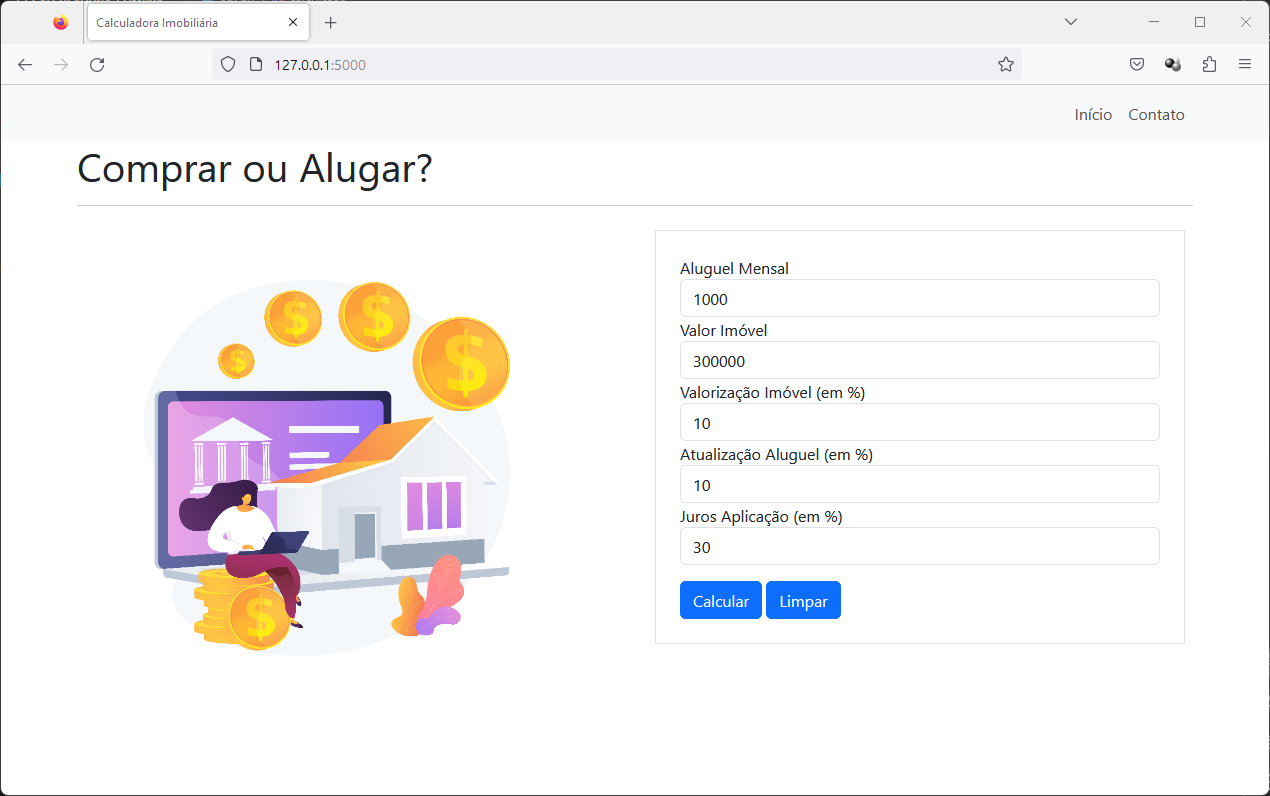 Calculadora Imobiliária
127.0.0.1:5000
Início Contato
Comprar ou Alugar?
Aluguel Mensal
1000
Valor Imóvel
300000
Valorização Imóvel (em %)
10
Atualização Aluguel (em %)
10
Juros Aplicação (em %)
30
Calcular Limpar
$
$
$
$
$